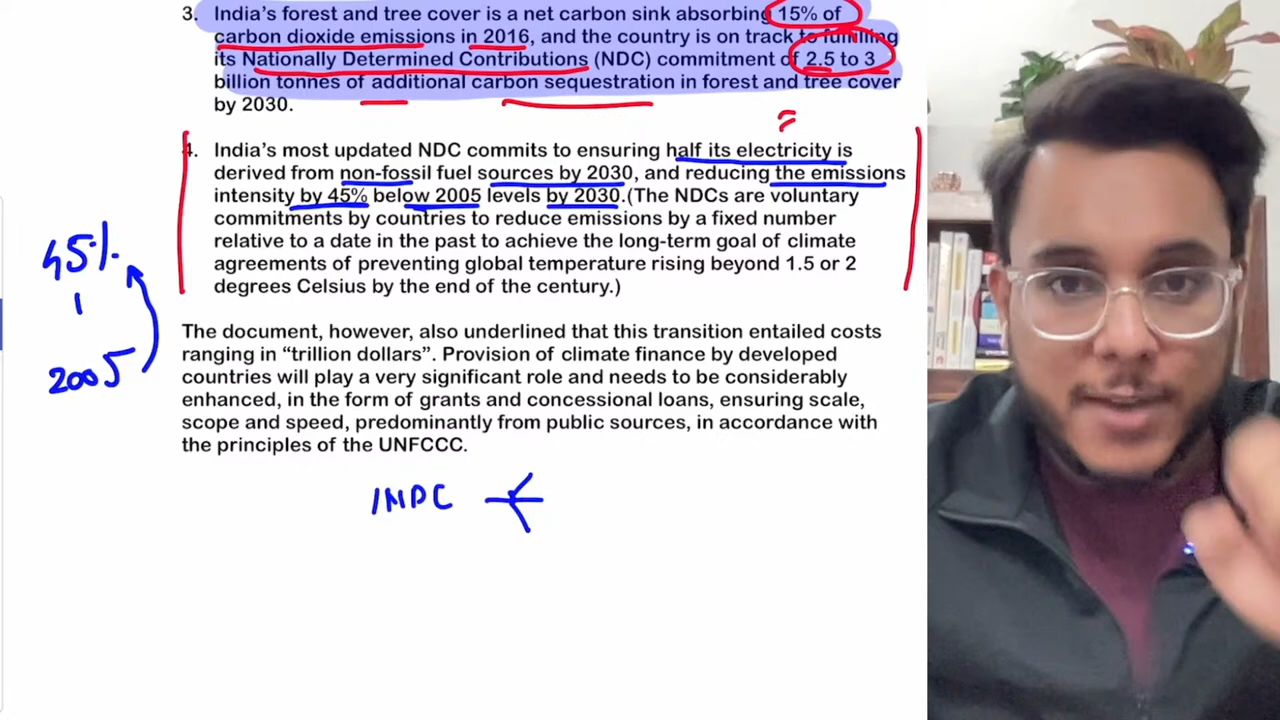 3. India's forest and tree cover is a net carbon sink absorbing 15% of
carbon dioxide emissions in 2016, and the country is on track to fulfilling
its Nationally Determined Contributions (NDC) commitment of 2.5 to 3
billion tonnes of additional carbon sequestration in forest and tree cover
by 2030.
4. India's most updated NDC commits to ensuring half its electricity is
derived from non-fossil fuel sources by 2030, and reducing the emissions
intensity by 45% below 2005 levels by 2030.(The NDCs are voluntary
commitments by countries to reduce emissions by a fixed number
relative to a date in the past to achieve the long-term goal of climate
agreements of preventing global temperature rising beyond 1.5 or 2
degrees Celsius by the end of the century.)
45%
2005
The document, however, also underlined that this transition entailed costs
ranging in “trillion dollars”. Provision of climate finance by developed
countries will play a very significant role and needs to be considerably
enhanced, in the form of grants and concessional loans, ensuring scale,
scope and speed, predominantly from public sources, in accordance with
the principles of the UNFCCC.
INDC